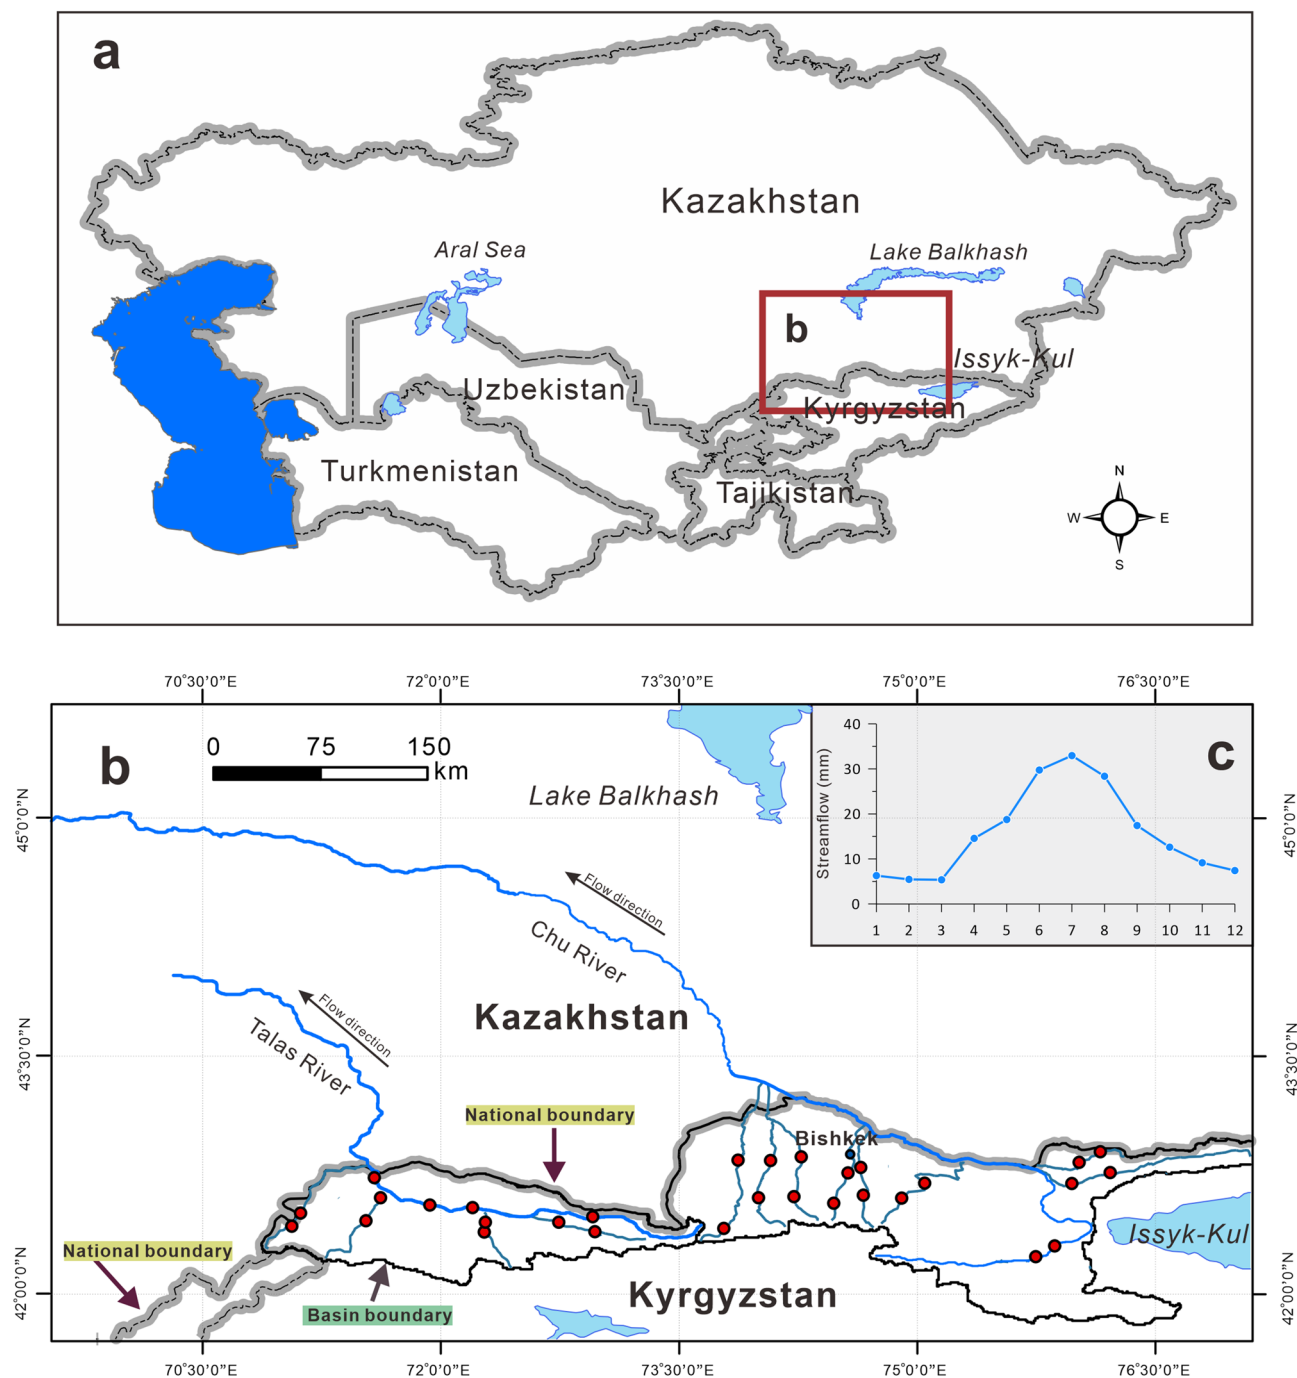 a
Kazakhstan
Aral Sea
Lake Balkhash
b
Issyk-Kul
Uzbekistan
Kyrgyzstan
Turkmenistan
Tajikistan
N
W E
S
70°30'0"E 72°0'0"E 73°30'0"E 75°0'0"E 76°30'0"E
b
0 75 150
km
Lake Balkhash
c
Streamflow (mm)
40
30
20
10
0
1 2 3 4 5 6 7 8 9 10 11 12
45°0'0"N
45°0'0"N
Flow direction
Chu River
Flow direction
Talas River
Kazakhstan
43°30'0"N
43°30'0"N
National boundary
Bishkek
National boundary
Issyk-Kul
Basin boundary
Kyrgyzstan
42°00'0"N
42°00'0"N
70°30'0"E 72°0'0"E 73°30'0"E 75°0'0"E 76°30'0"E